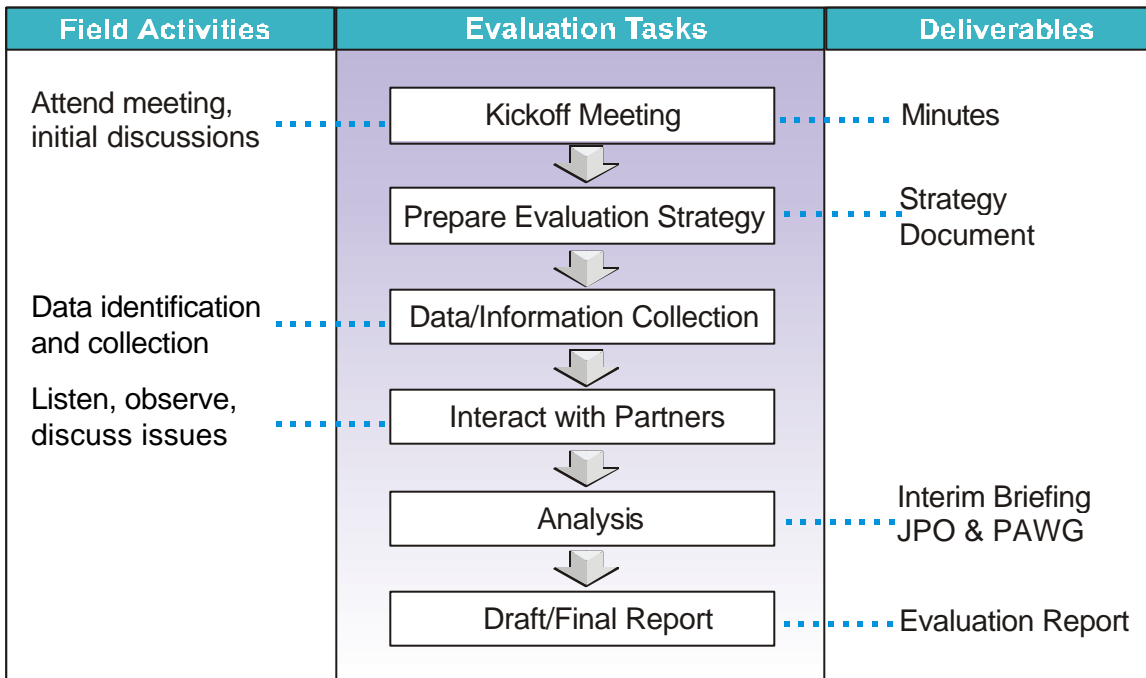 Field Activities
Evaluation Tasks
Deliverables
Attend meeting,
initial discussions
Kickoff Meeting
Minutes
Prepare Evaluation Strategy
Strategy
Document
Data identification
and collection
Data/Information Collection
Listen, observe,
discuss issues
Interact with Partners
Analysis
Interim Briefing
JPO & PAWG
Draft/Final Report
Evaluation Report